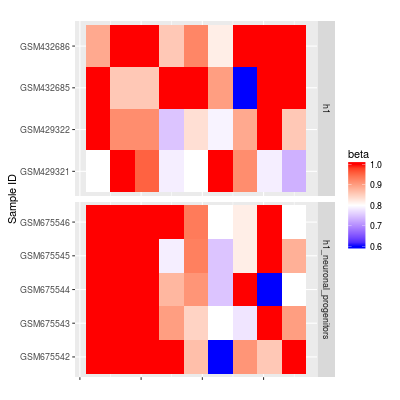 GSM432686
GSM432685
GSM429322
GSM429321
h1
GSM675546
GSM675545
GSM675544
GSM675543
GSM675542
h1_neuronal_progenitors
Sample ID
beta
1.0
0.9
0.8
0.7
0.6